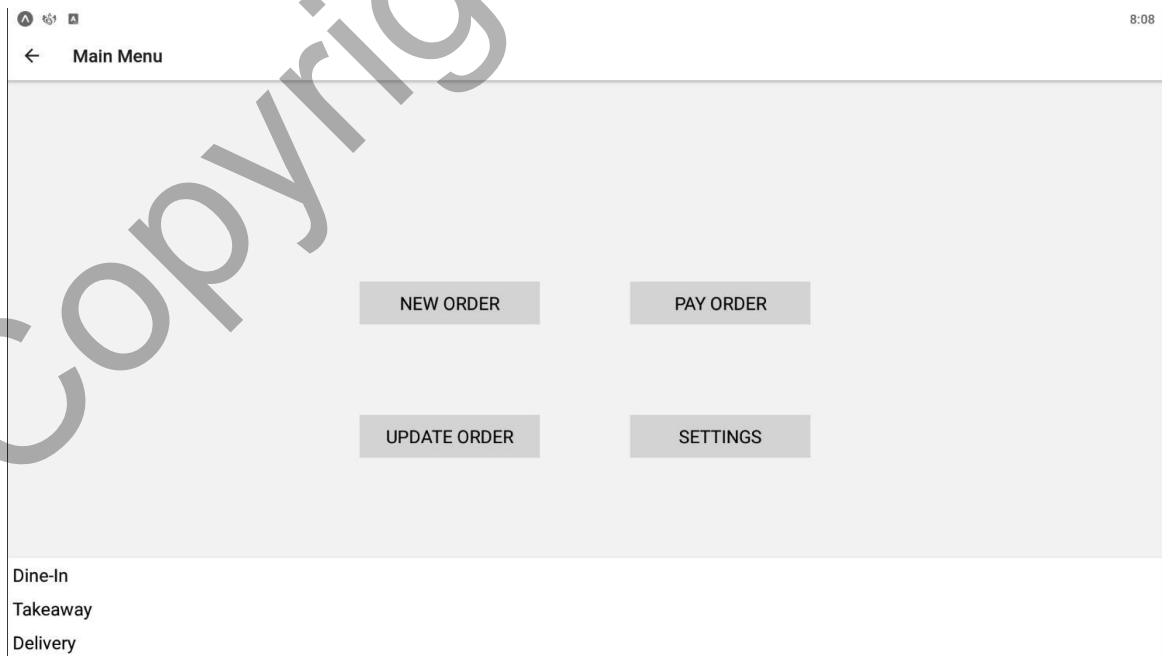 8:08
Main Menu
NEW ORDER
PAY ORDER
UPDATE ORDER
SETTINGS
Dine-In
Takeaway
Delivery
Copyrig